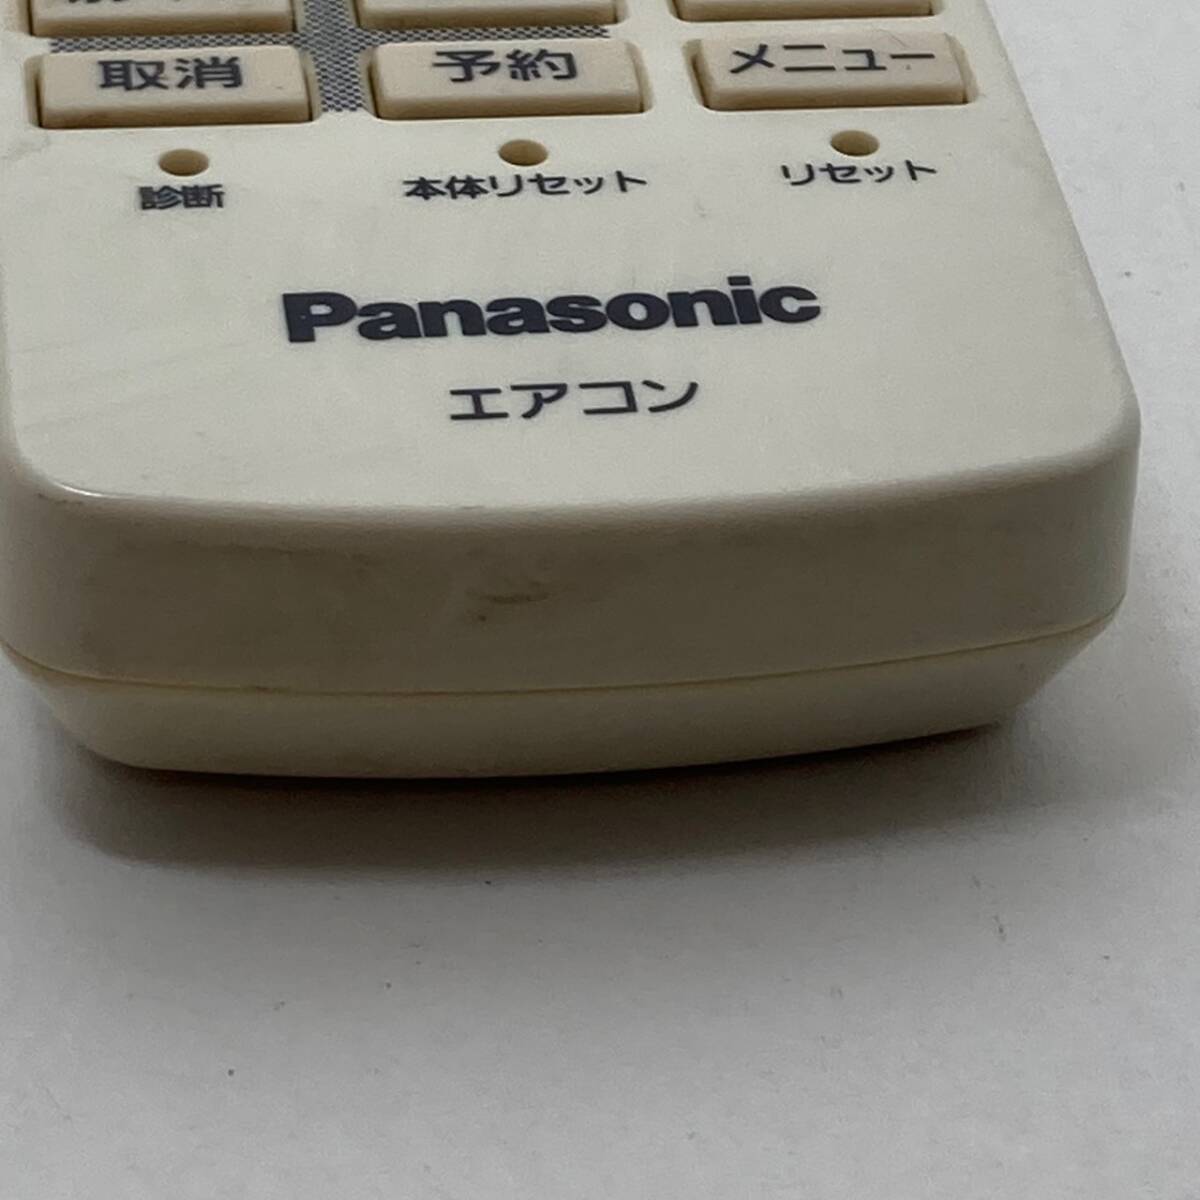 取消 予約 メニュー
診断 本体リセット リセット
Panasonic
エアコン